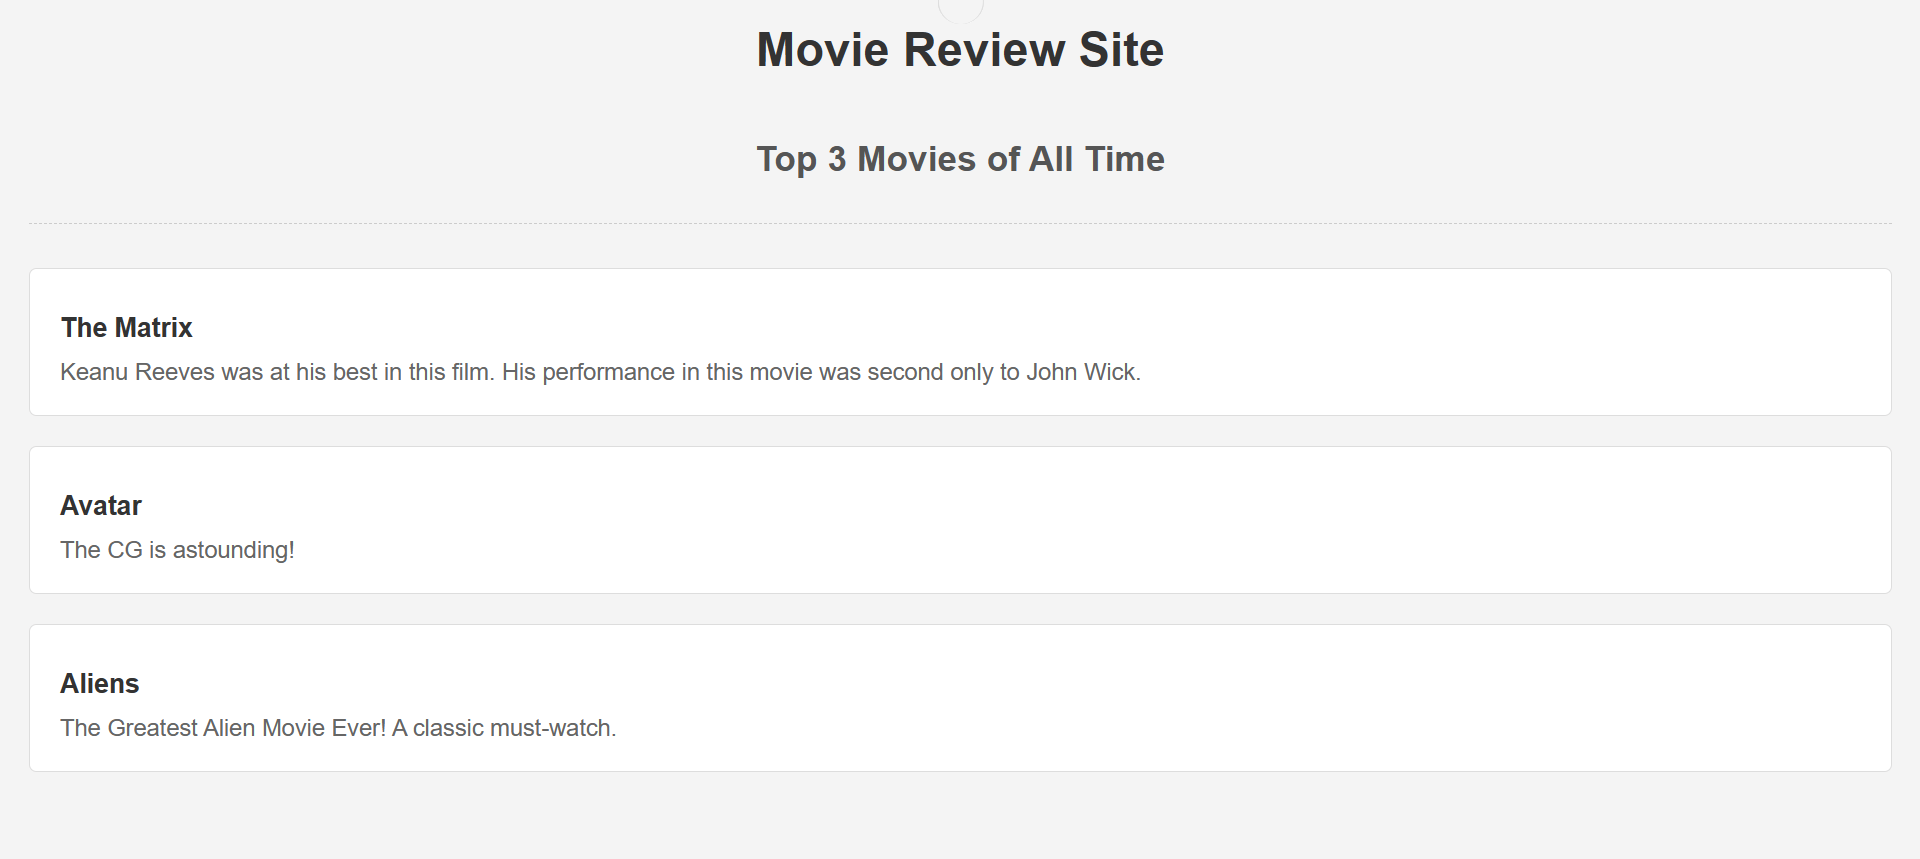 Movie Review Site
Top 3 Movies of All Time
The Matrix
Keanu Reeves was at his best in this film. His performance in this movie was second only to John Wick.
Avatar
The CG is astounding!
Aliens
The Greatest Alien Movie Ever! A classic must-watch.